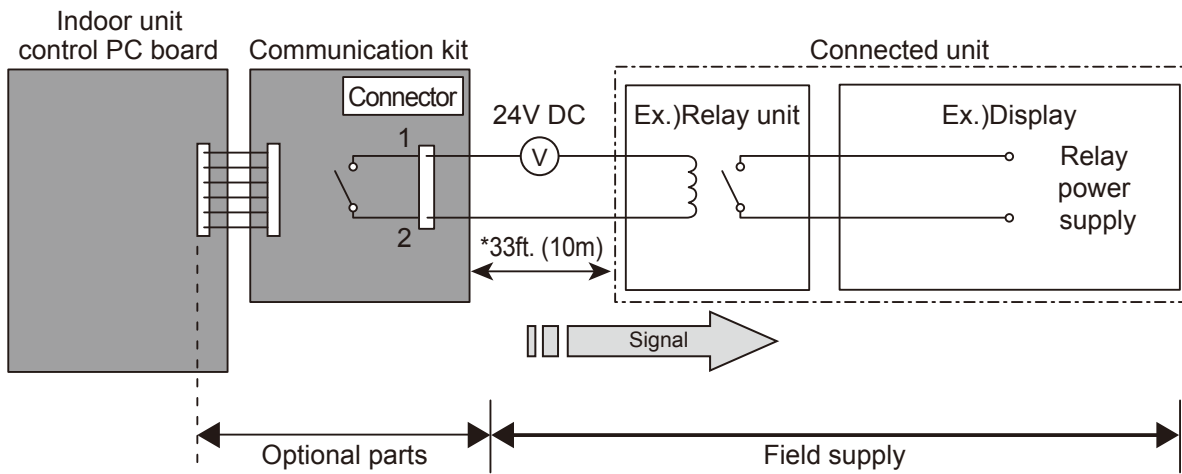 Indoor unit
control PC board
Communication kit
Connected unit
Connector
24V DC
Ex.)Relay unit
Ex.)Display
1
V
Relay
power
supply
2
*33ft. (10m)
Signal
Optional parts
Field supply